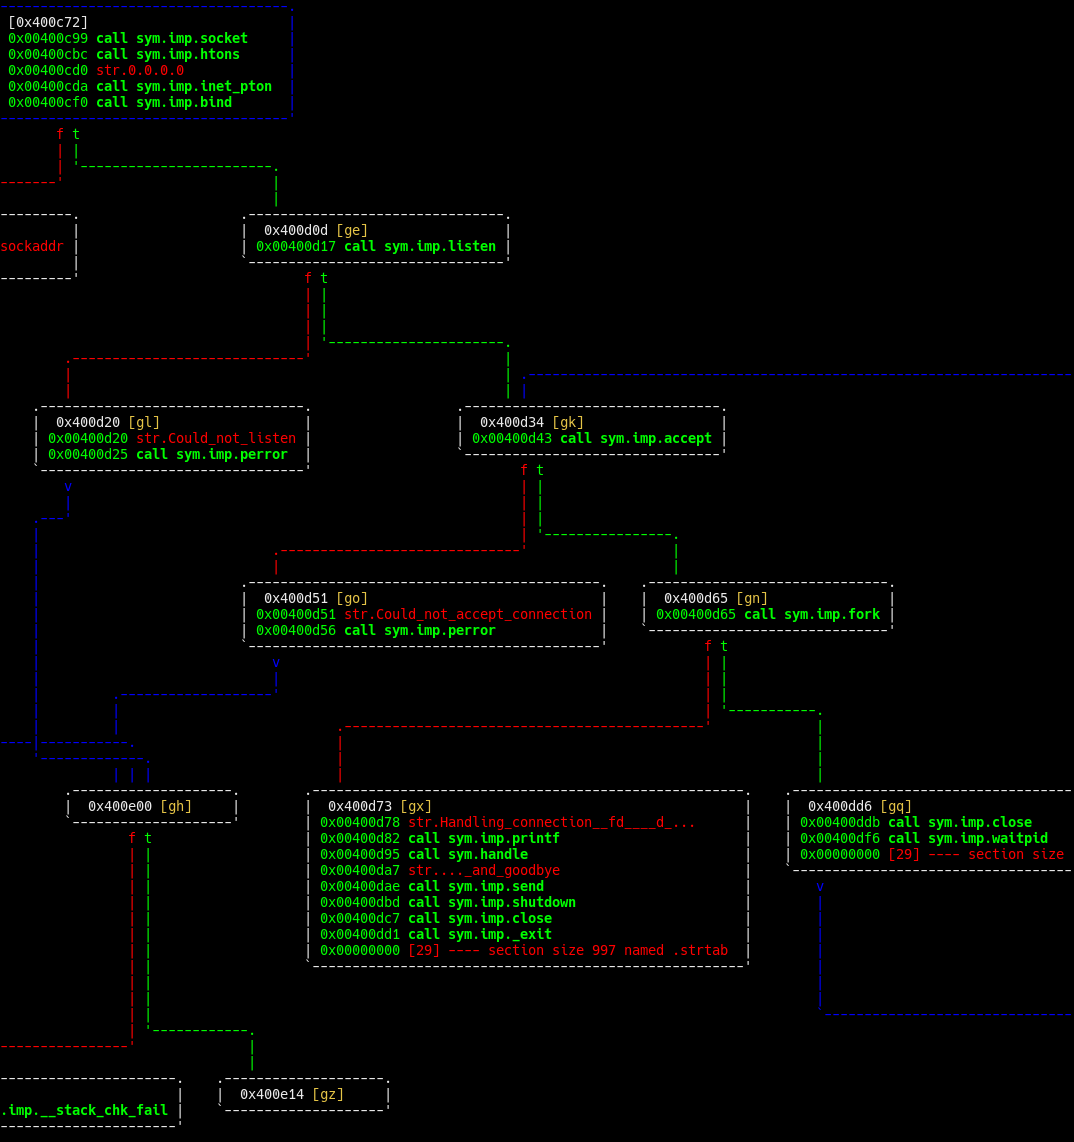 [0x400c72]
0x00400c99 call sym.imp.socket
0x00400cbc call sym.imp.htons
0x00400cd0 str.0.0.0.0
0x00400cda call sym.imp.inet_pton
0x00400cf0 call sym.imp.bind
f t
0x400d0d [ge]
sockaddr
0x00400d17 call sym.imp.listen
f t
0x400d20 [gl]
0x00400d20 str.Could_not_listen
0x00400d25 call sym.imp.perror
v
0x400d34 [gk]
0x00400d43 call sym.imp.accept
f t
0x400d51 [go]
0x00400d51 str.Could_not_accept_connection
0x00400d56 call sym.imp.perror
v
0x400d65 [gn]
0x00400d65 call sym.imp.fork
f t
0x400e00 [gh]
f t
0x400d73 [gx]
0x00400d78 str.Handling_connection__fd____d_...
0x00400d82 call sym.imp.printf
0x00400d95 call sym.handle
0x00400da7 str...._and_goodbye
0x00400dae call sym.imp.send
0x00400dbd call sym.imp.shutdown
0x00400dc7 call sym.imp.close
0x00400dd1 call sym.imp._exit
0x00000000 [29] ---- section size 997 named .strtab
0x400dd6 [gq]
0x00400ddb call sym.imp.close
0x00400df6 call sym.imp.waitpid
0x00000000 [29] ---- section size
v
.imp.__stack_chk_fail
0x400e14 [gz]